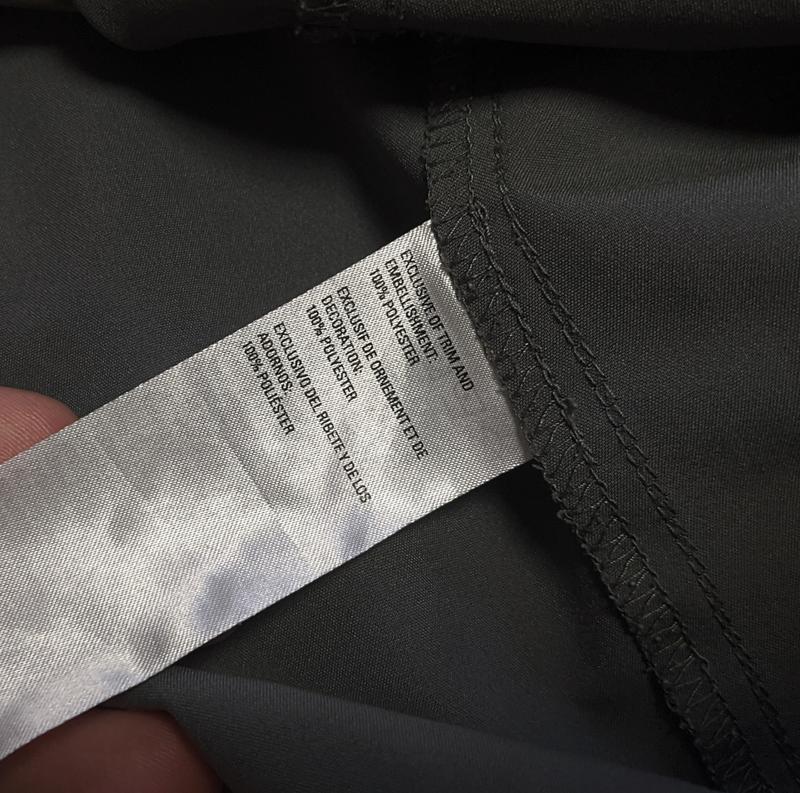 EXCLUSIVE OF TRIM AND
EMBELLISHMENT:
100% POLYESTER
EXCLUSIF DE ORNEMENT ET DE
DECORATION:
100% POLYESTER
EXCLUSIVO DEL RIBETE Y DE LOS
ADORNOS:
100% POLIÉSTER